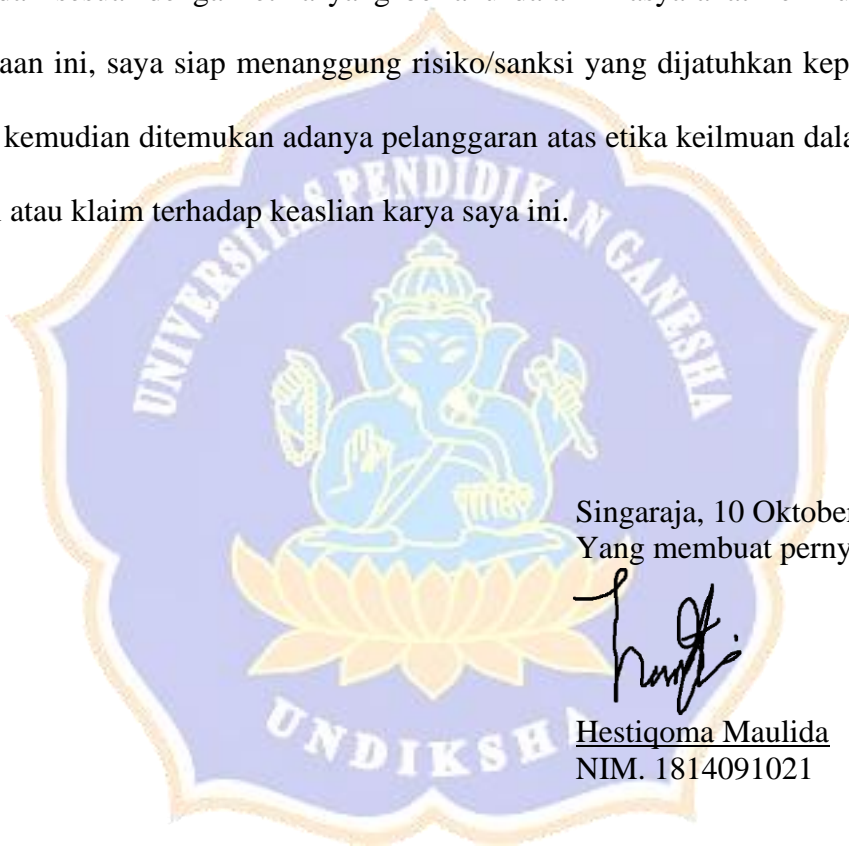 aan ini, saya siap menanggung risiko/sanksi yang dijatuhkan kep
kemudian ditemukan adanya pelanggaran atas etika keilmuan dala
atau klaim terhadap keaslian karya saya ini.
UNIVERSITAS PENDIDIKAN GANESHA
Singaraja, 10 Oktober
Yang membuat perny
Hestiqoma Maulida
NIM. 1814091021
UNDIKSHA